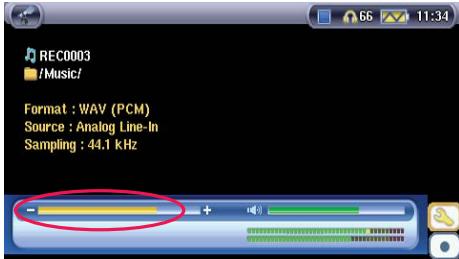 66 11:34
REC0003
/Music/
Format : WAV (PCM)
Source : Analog Line-In
Sampling : 44.1 kHz
- +